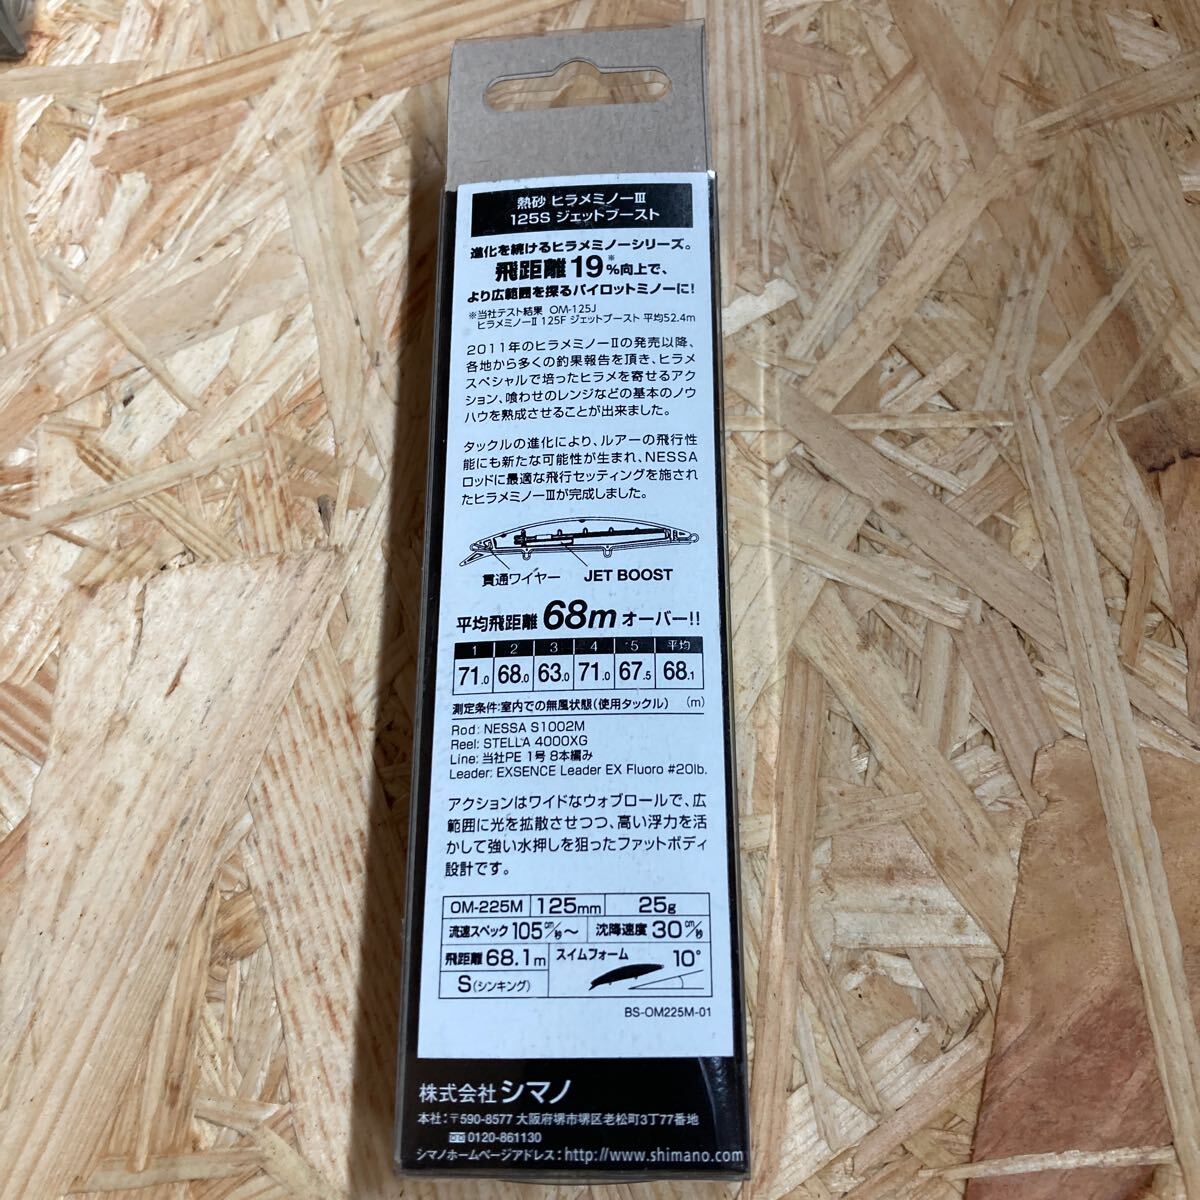 熱砂 ヒラメミノーⅢ
125S ジェットブースト
進化を続けるヒラメミノーシリーズ。
飛距離19※%向上で、
より広範囲を探るパイロットミノーに!
※当社テスト結果 OM-125J
ヒラメミノーⅡ 125F ジェットブースト 平均52.4m
2011年のヒラメミノーⅡの発売以降、
各地から多くの釣果報告を頂き、ヒラメ
スペシャルで培ったヒラメを寄せるアク
ション、喰わせのレンジなどの基本のノウ
ハウを熟成させることが出来ました。
タックルの進化により、ルアーの飛行性
能にも新たな可能性が生まれ、NESSA
ロッドに最適な飛行セッティングを施され
たヒラメミノーⅢが完成しました。
貫通ワイヤー JET BOOST
平均飛距離 68m オーバー!!
1 2 3 4 5 平均
71.0 68.0 63.0 71.0 67.5 68.1
測定条件:室内での無風状態(使用タックル) (m)
Rod: NESSA S1002M
Reel: STELLA 4000XG
Line: 当社PE 1号 8本編み
Leader: EXSENCE Leader EX Fluoro #20lb.
アクションはワイドなウォブロールで、広
範囲に光を拡散させつつ、高い浮力を活
かして強い水押しを狙ったファットボディ
設計です。
OM-225M 125mm 25g
流速スペック 105cm/秒〜 沈降速度 30cm/秒
飛距離 68.1m スイムフォーム 10°
S(シンキング)
BS-OM225M-01
株式会社 シマノ
本社:〒590-8577 大阪府堺市堺区老松町3丁77番地
0120-861130
シマノホームページアドレス:http://www.shimano.com